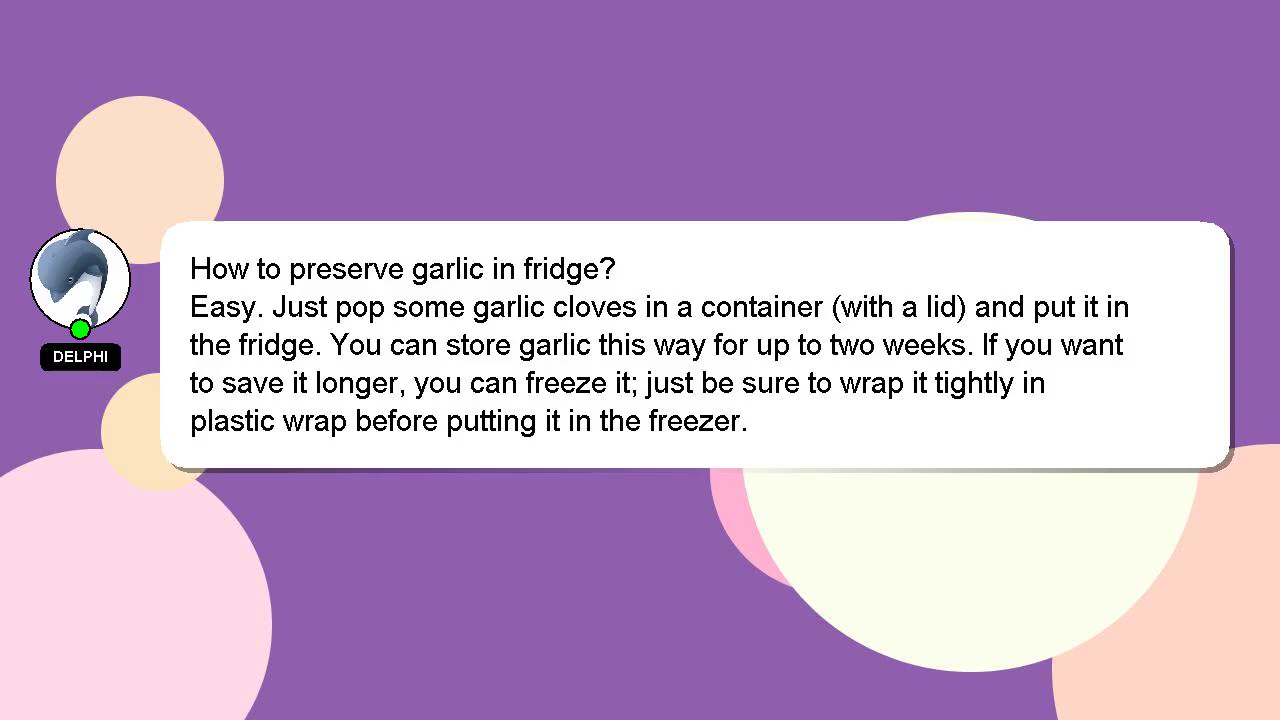 How to preserve garlic in fridge?
Easy. Just pop some garlic cloves in a container (with a lid) and put it in
the fridge. You can store garlic this way for up to two weeks. If you want
to save it longer, you can freeze it; just be sure to wrap it tightly in
plastic wrap before putting it in the freezer.
DELPHI